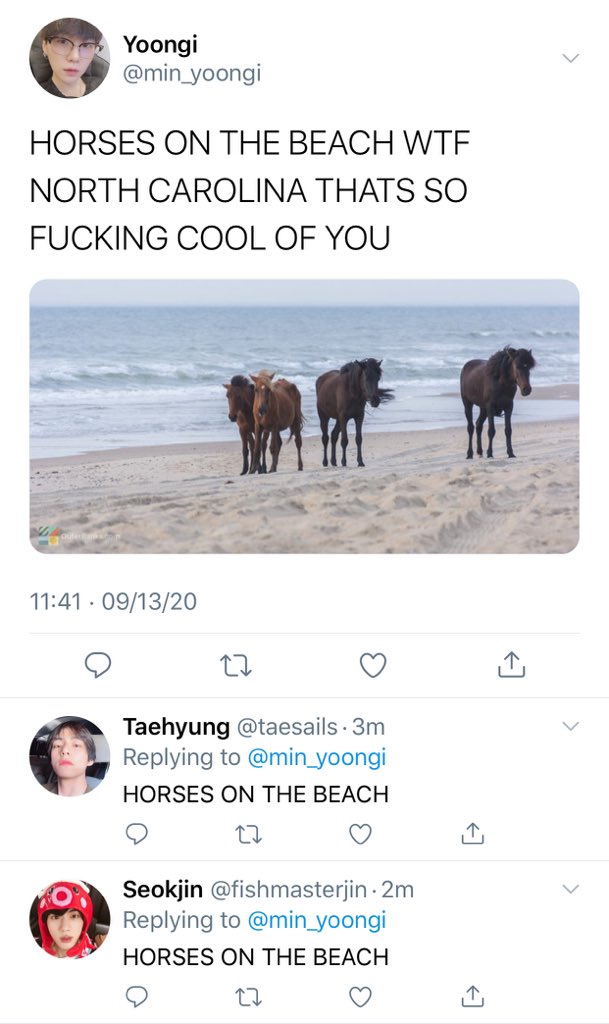 Yoongi
@min_yoongi
HORSES ON THE BEACH WTF
NORTH CAROLINA THATS SO
FUCKING COOL OF YOU
11:41 · 09/13/20
Taehyung @taesails · 3m
Replying to @min_yoongi
HORSES ON THE BEACH
Seokjin @fishmasterjin · 2m
Replying to @min_yoongi
HORSES ON THE BEACH